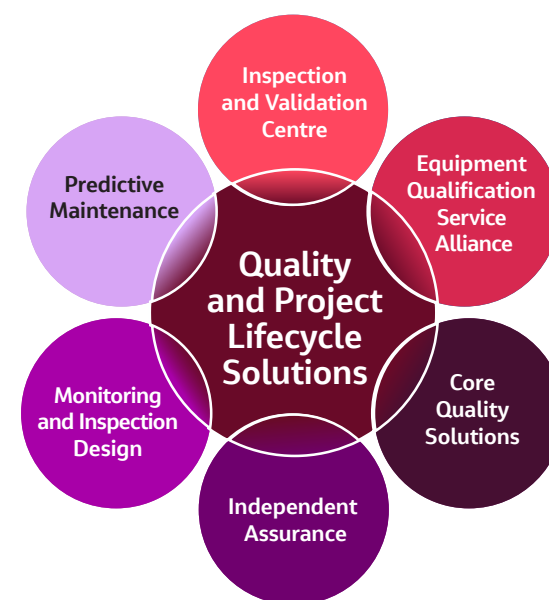 Inspection
and Validation
Centre
Equipment
Qualification
Service
Alliance
Core
Quality
Solutions
Independent
Assurance
Monitoring
and Inspection
Design
Predictive
Maintenance
Quality
and Project
Lifecycle
Solutions